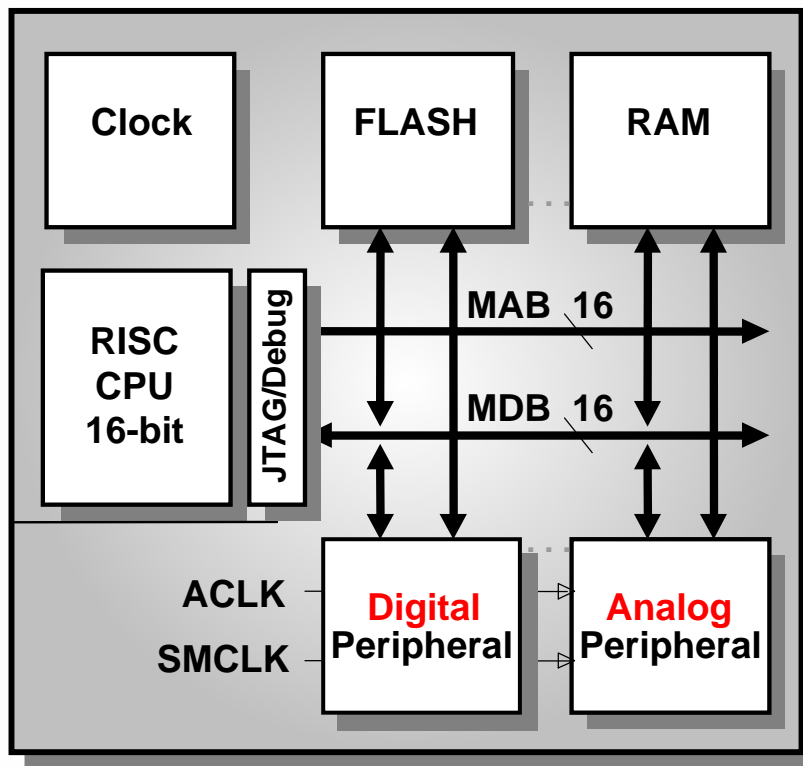 Clock
FLASH
RAM
RISC
CPU
16-bit
JTAG/Debug
MAB 16
MDB 16
ACLK
SMCLK
Digital
Peripheral
Analog
Peripheral